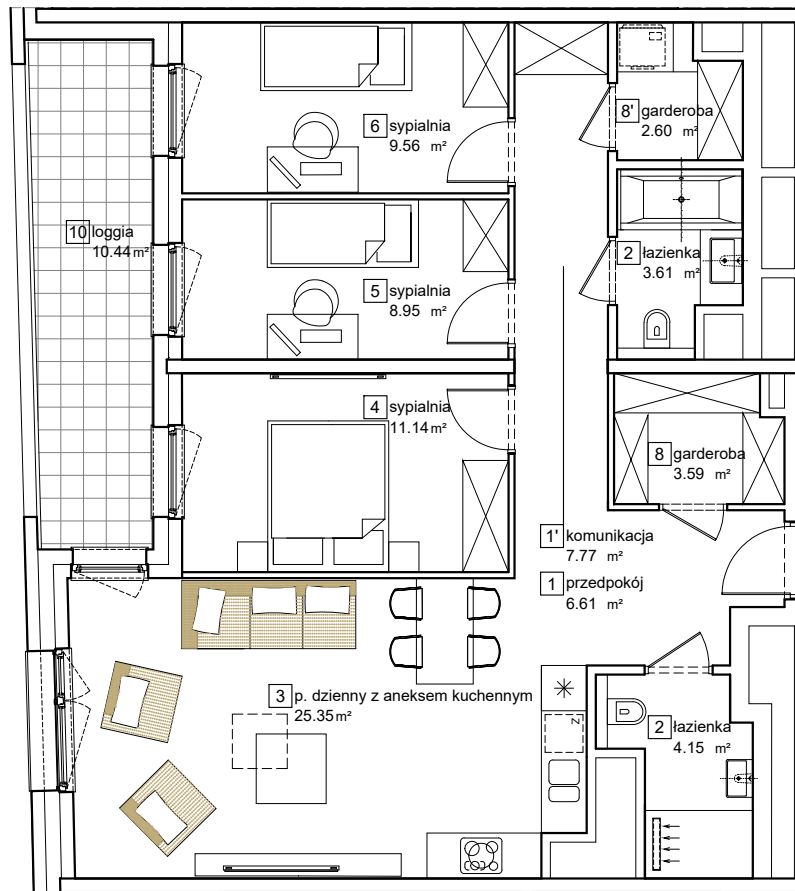 6 sypialnia
9.56 m²
8' garderoba
2.60 m²
10 loggia
10.44 m²
2 łazienka
3.61 m²
5 sypialnia
8.95 m²
4 sypialnia
11.14 m²
8 garderoba
3.59 m²
1' komunikacja
7.77 m²
1 przedpokój
6.61 m²
3 p. dzienny z aneksem kuchennym
25.35 m²
Z
2 łazienka
4.15 m²